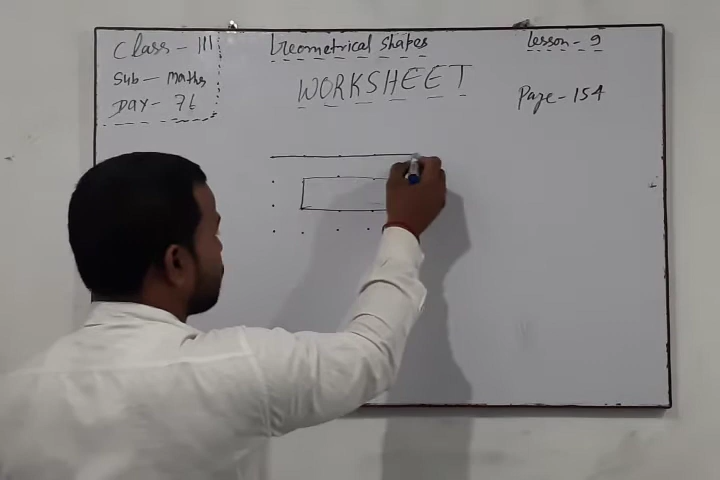 Class - III
Sub - Maths
Day - 76
Geometrical Shapes
WORKSHEET
Lesson - 9
Page - 154